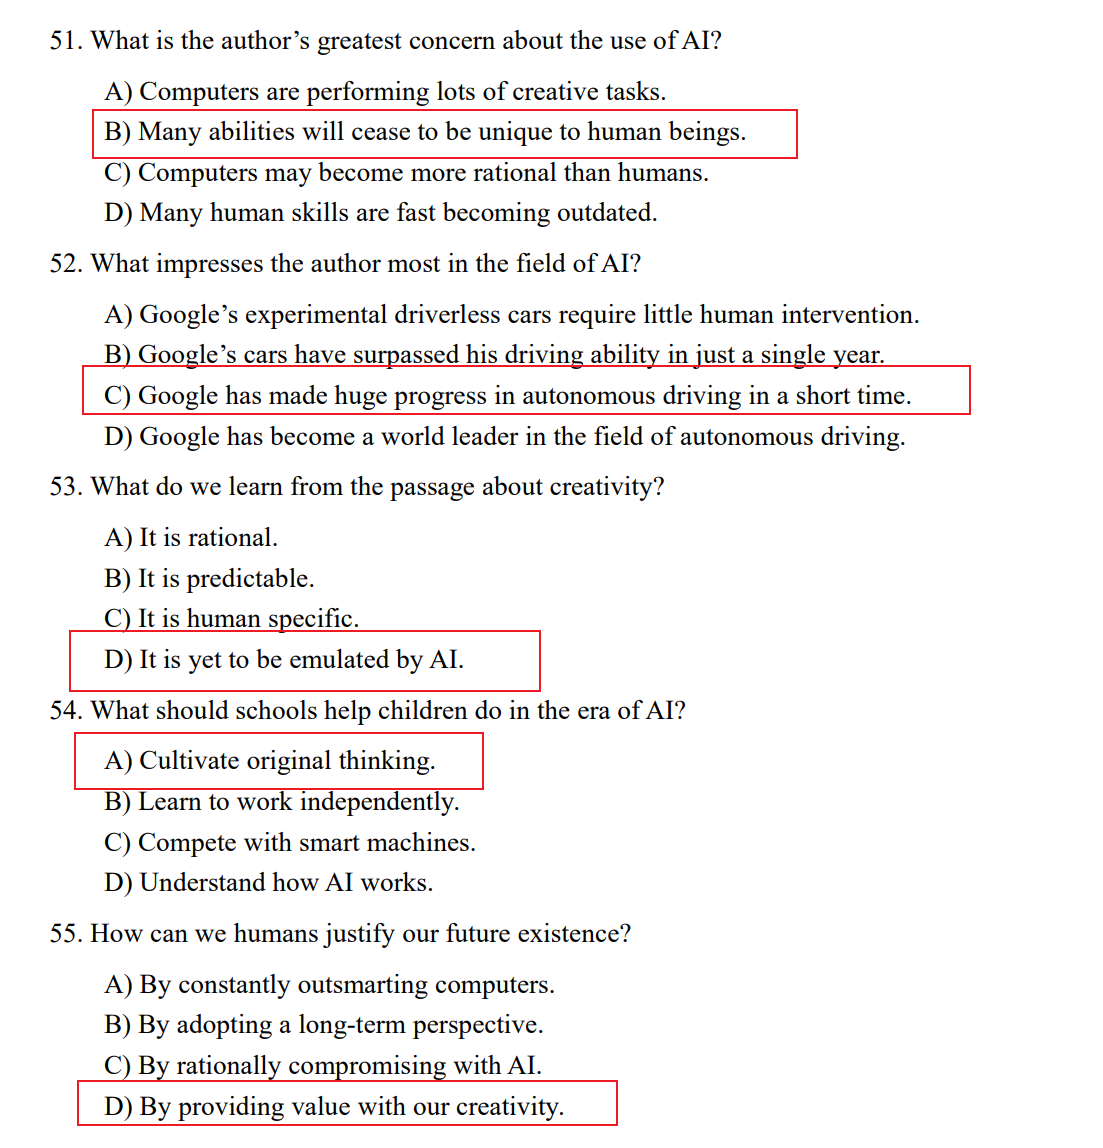 51. What is the author’s greatest concern about the use of AI?
A) Computers are performing lots of creative tasks.
B) Many abilities will cease to be unique to human beings.
C) Computers may become more rational than humans.
D) Many human skills are fast becoming outdated.
52. What impresses the author most in the field of AI?
A) Google’s experimental driverless cars require little human intervention.
B) Google’s cars have surpassed his driving ability in just a single year.
C) Google has made huge progress in autonomous driving in a short time.
D) Google has become a world leader in the field of autonomous driving.
53. What do we learn from the passage about creativity?
A) It is rational.
B) It is predictable.
C) It is human specific.
D) It is yet to be emulated by AI.
54. What should schools help children do in the era of AI?
A) Cultivate original thinking.
B) Learn to work independently.
C) Compete with smart machines.
D) Understand how AI works.
55. How can we humans justify our future existence?
A) By constantly outsmarting computers.
B) By adopting a long-term perspective.
C) By rationally compromising with AI.
D) By providing value with our creativity.